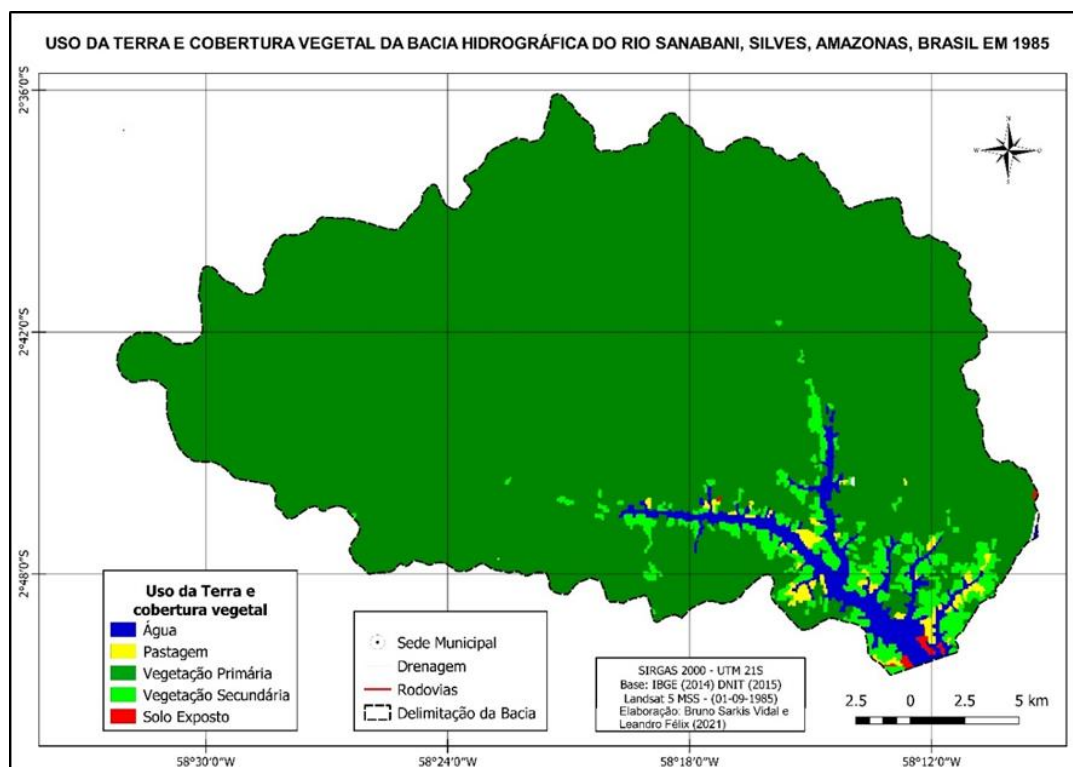 USO DA TERRA E COBERTURA VEGETAL DA BACIA HIDROGRÁFICA DO RIO SANABANI, SILVES, AMAZONAS, BRASIL EM 1985
2°36'0"S
N
W
O
S
2°42'0"S
2°48'0"S
Uso da Terra e
cobertura vegetal
Água
Pastagem
Vegetação Primária
Vegetação Secundária
Solo Exposto
Sede Municipal
Drenagem
Rodovias
Delimitação da Bacia
SIRGAS 2000 - UTM 21S
Base: IBGE (2014) DNIT (2015)
Landsat 5 MSS - (01-09-1985)
Elaboração: Bruno Sarkis Vidal e
Leandro Félix (2021)
2.5 0 2.5 5 km
58°30'0"W
58°24'0"W
58°18'0"W
58°12'0"W